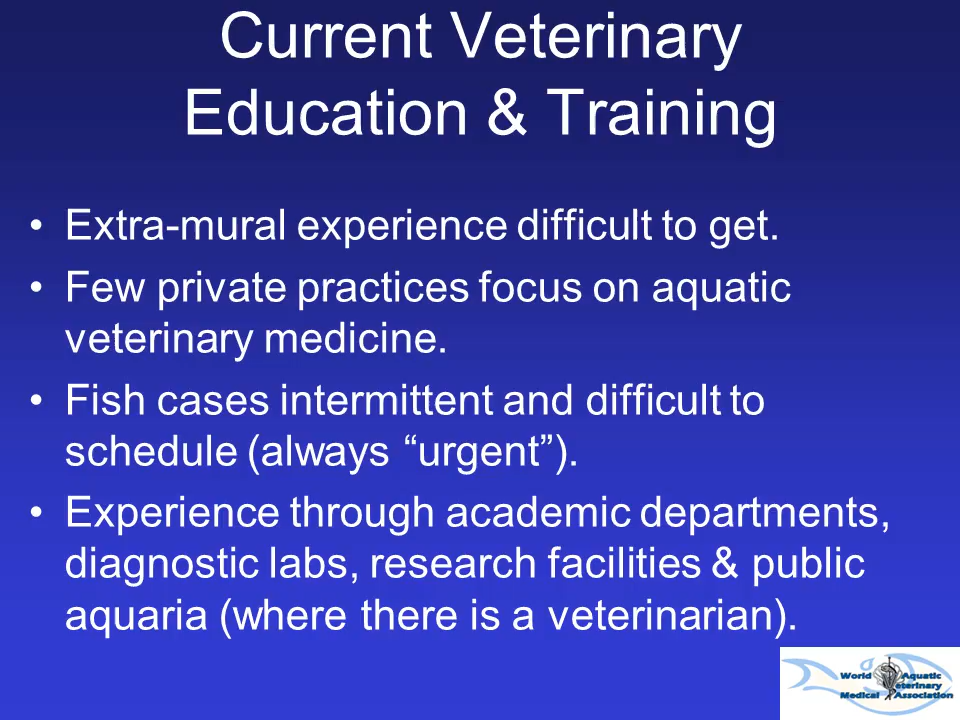 Current Veterinary
Education & Training
• Extra-mural experience difficult to get.
• Few private practices focus on aquatic
veterinary medicine.
• Fish cases intermittent and difficult to
schedule (always “urgent”).
• Experience through academic departments,
diagnostic labs, research facilities & public
aquaria (where there is a veterinarian).
World Aquatic
Veterinary
Medical Association